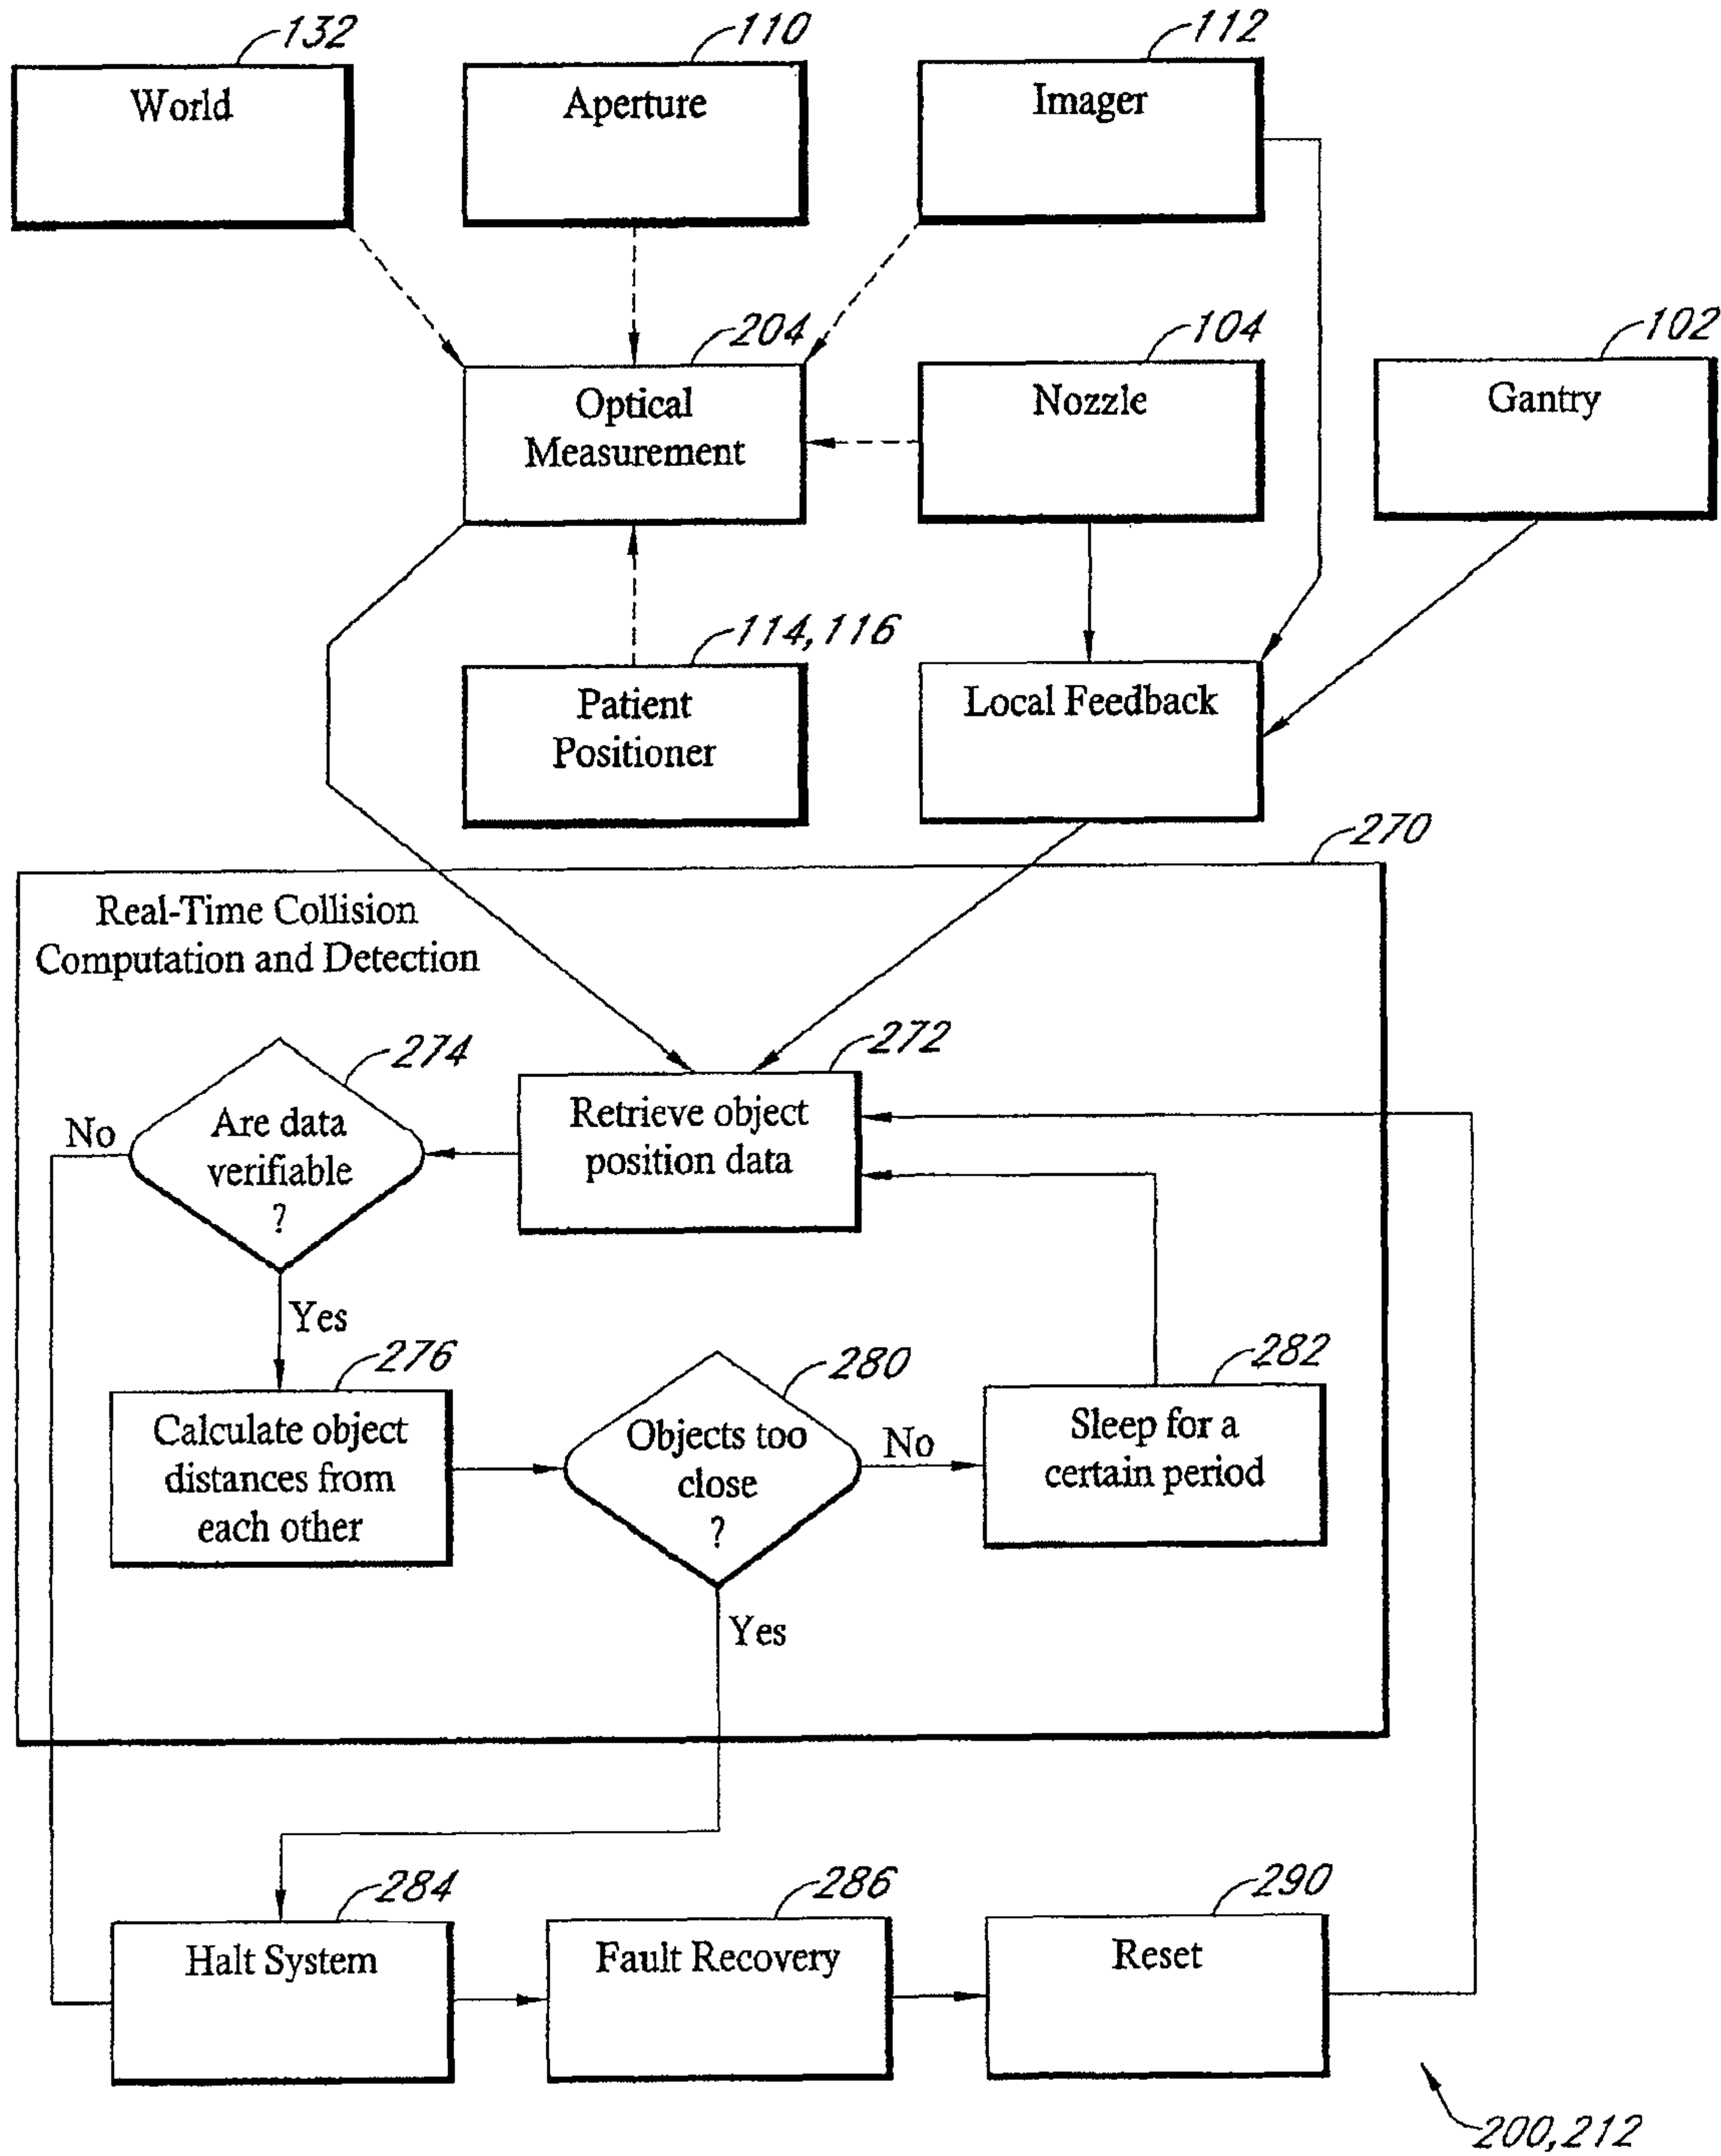 132
110
112
World
Aperture
Imager
204
104
102
Optical
Measurement
Nozzle
Gantry
114, 116
Patient
Positioner
Local Feedback
270
Real-Time Collision
Computation and Detection
274
272
No
Are data
verifiable
?
Retrieve object
position data
Yes
276
280
282
Calculate object
distances from
each other
Objects too
close
?
No
Sleep for a
certain period
Yes
284
286
290
Halt System
Fault Recovery
Reset
200, 212